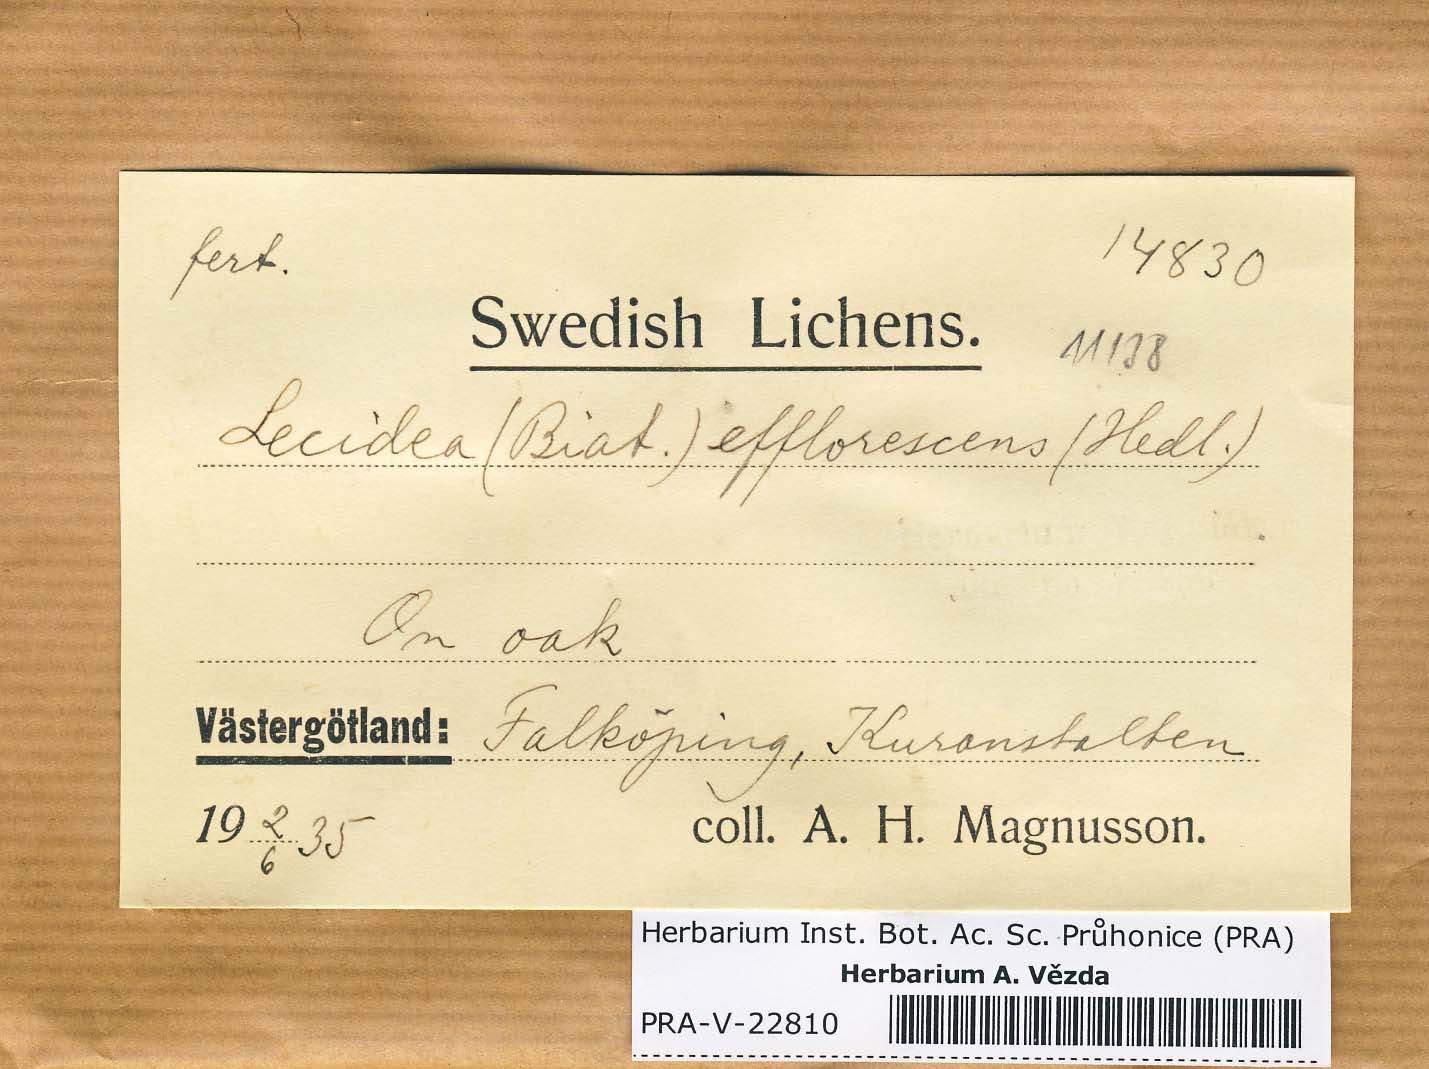 fert.
14830
Swedish Lichens.
11138
Lecidea (Biat.) efflorescens (Hedl.)
On oak
Västergötland: Falköping, Kuranstalten
19 2/6 35
coll. A. H. Magnusson.
Herbarium Inst. Bot. Ac. Sc. Průhonice (PRA)
Herbarium A. Vězda
PRA-V-22810